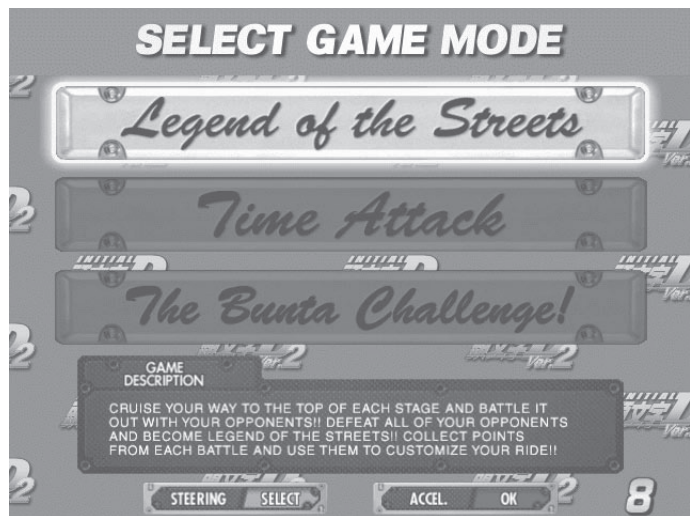 SELECT GAME MODE
Legend of the Streets
Time Attack
The Bunta Challenge!
GAME
DESCRIPTION
CRUISE YOUR WAY TO THE TOP OF EACH STAGE AND BATTLE IT
OUT WITH YOUR OPPONENTS!! DEFEAT ALL OF YOUR OPPONENTS
AND BECOME LEGEND OF THE STREETS!! COLLECT POINTS
FROM EACH BATTLE AND USE THEM TO CUSTOMIZE YOUR RIDE!!
STEERING SELECT ACCEL. OK
8